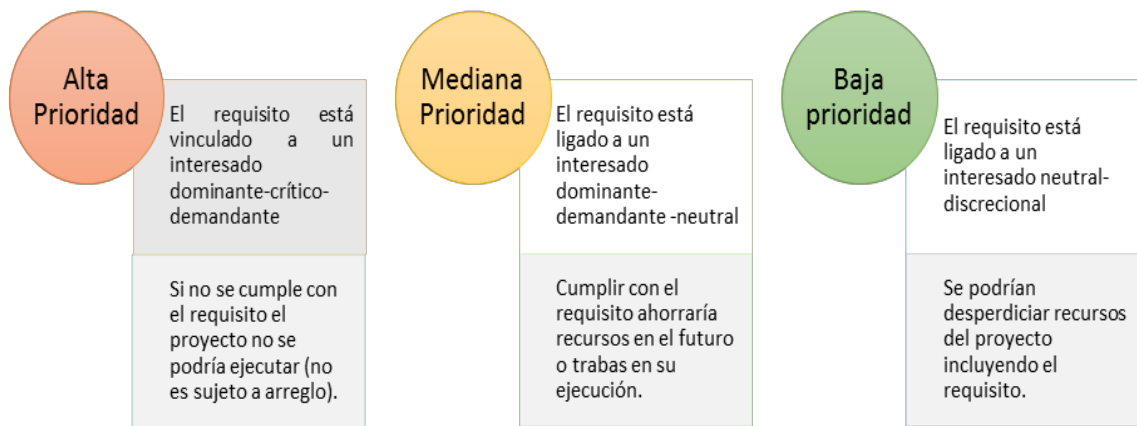 Alta
Prioridad
El requisito está
vinculado a un
interesado
dominante-crítico-
demandante
Si no se cumple con
el requisito el
proyecto no se
podría ejecutar (no
es sujeto a arreglo).
Mediana
Prioridad
El requisito está
ligado a un
interesado
dominante-
demandante -neutral
Cumplir con el
requisito ahorraría
recursos en el futuro
o trabas en su
ejecución.
Baja
prioridad
El requisito está
ligado a un
interesado neutral-
discrecional
Se podrían
desperdiciar recursos
del proyecto
incluyendo el
requisito.